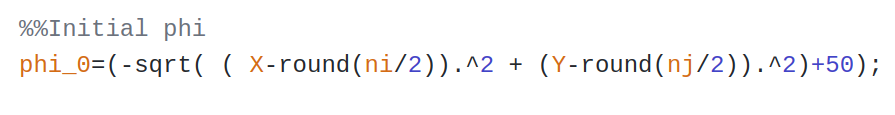 %%Initial phi
phi_0=(-sqrt( ( X-round(ni/2)).^2 + (Y-round(nj/2)).^2)+50);